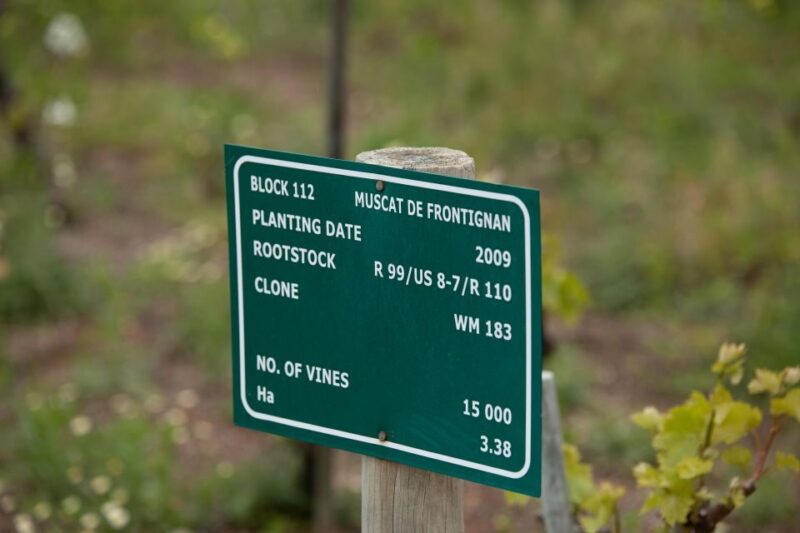 BLOCK 112 MUSCAT DE FRONTIGNAN
PLANTING DATE 2009
ROOTSTOCK R 99/US 8-7/R 110
CLONE WM 183
NO. OF VINES 15 000
Ha 3.38